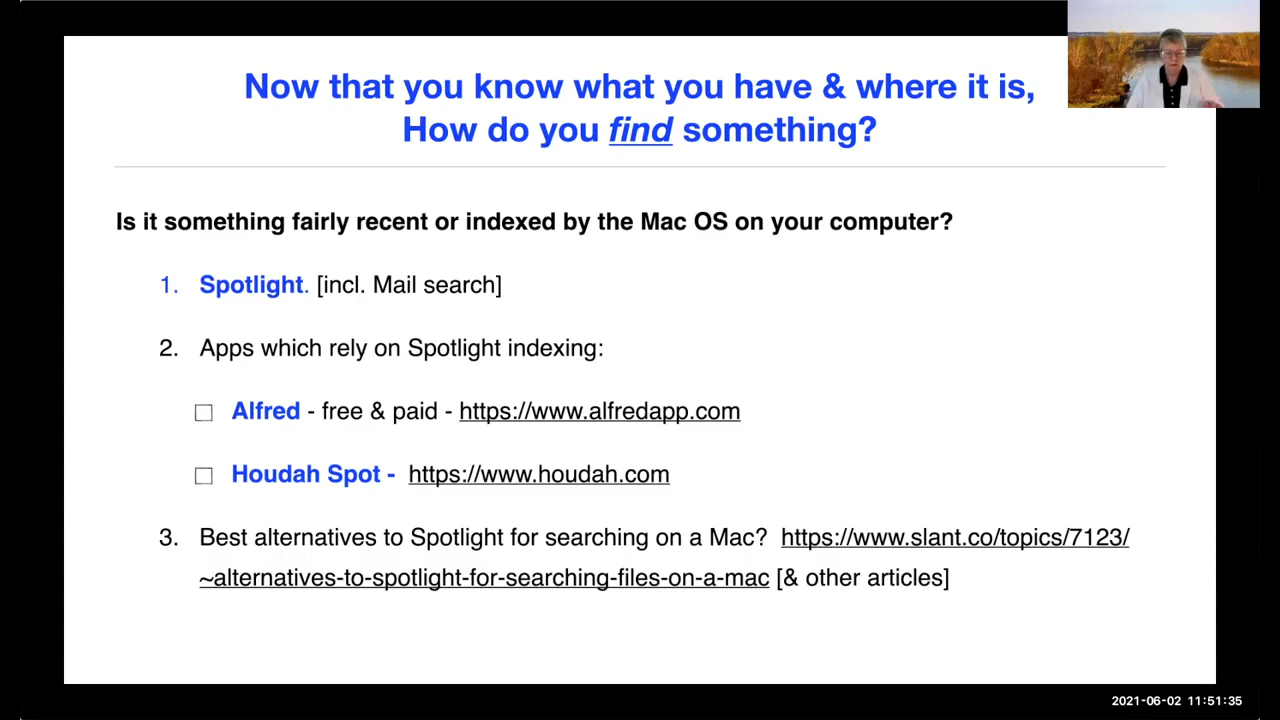 Now that you know what you have & where it is,
How do you find something?
Is it something fairly recent or indexed by the Mac OS on your computer?
1. Spotlight. [incl. Mail search]
2. Apps which rely on Spotlight indexing:
☐ Alfred - free & paid - https://www.alfredapp.com
☐ Houdah Spot - https://www.houdah.com
3. Best alternatives to Spotlight for searching on a Mac? https://www.slant.co/topics/7123/
~alternatives-to-spotlight-for-searching-files-on-a-mac [& other articles]
2021-06-02 11:51:35